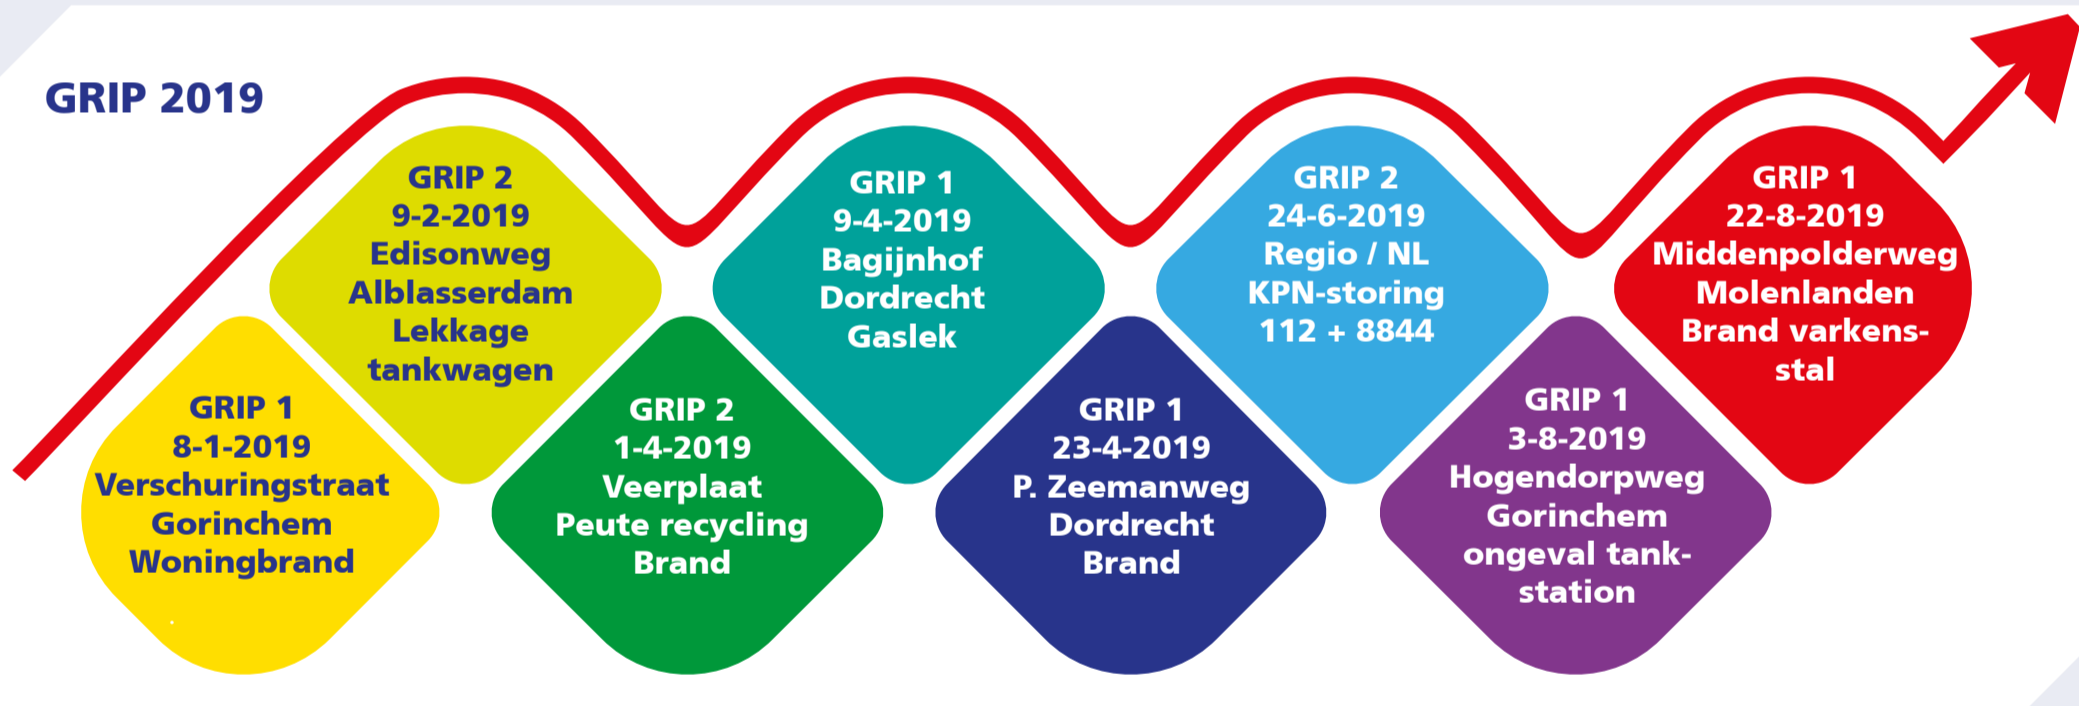 GRIP 2019
GRIP 1
8-1-2019
Verschuringstraat
Gorinchem
Woningbrand
GRIP 2
9-2-2019
Edisonweg
Alblasserdam
Lekkage
tankwagen
GRIP 2
1-4-2019
Veerplaat
Peute recycling
Brand
GRIP 1
9-4-2019
Bagijnhof
Dordrecht
Gaslek
GRIP 1
23-4-2019
P. Zeemanweg
Dordrecht
Brand
GRIP 2
24-6-2019
Regio / NL
KPN-storing
112 + 8844
GRIP 1
3-8-2019
Hogendorpweg
Gorinchem
ongeval tank-
station
GRIP 1
22-8-2019
Middenpolderweg
Molenlanden
Brand varkens-
stal